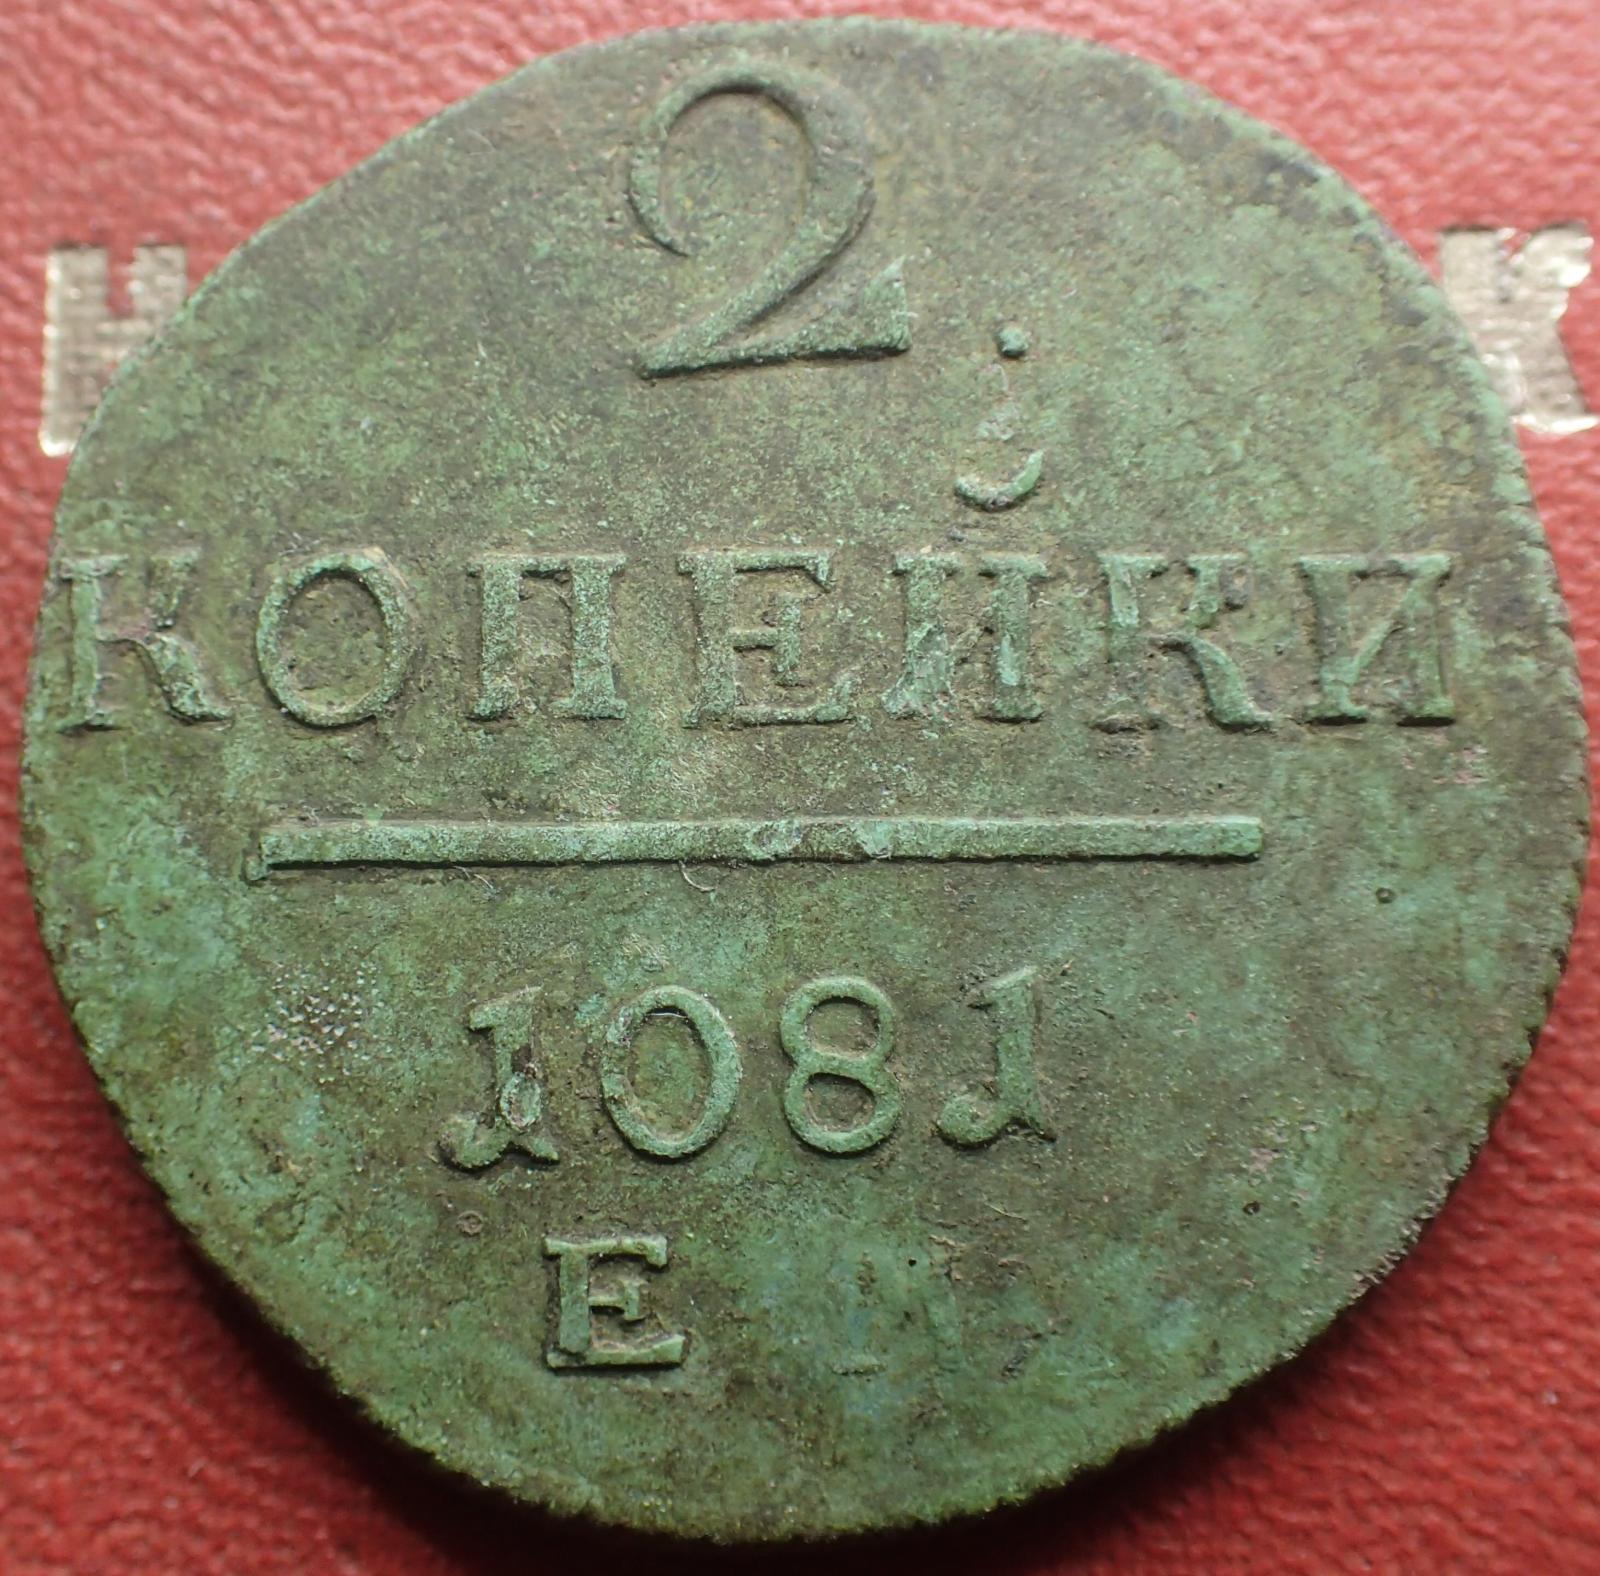 Н К
2.
КОПЕЙКИ
1081
Е